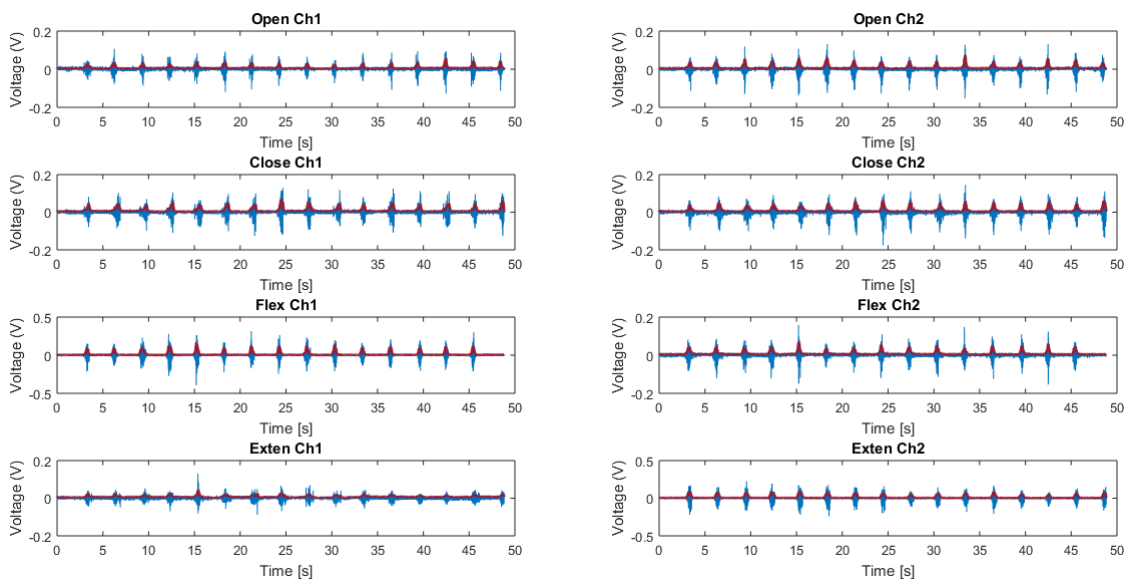 Open Ch1
Voltage (V)
0.2
0
-0.2
0 5 10 15 20 25 30 35 40 45 50
Time [s]
Open Ch2
Voltage (V)
0.2
0
-0.2
0 5 10 15 20 25 30 35 40 45 50
Time [s]
Close Ch1
Voltage (V)
0.2
0
-0.2
0 5 10 15 20 25 30 35 40 45 50
Time [s]
Close Ch2
Voltage (V)
0.2
0
-0.2
0 5 10 15 20 25 30 35 40 45 50
Time [s]
Flex Ch1
Voltage (V)
0.5
0
-0.5
0 5 10 15 20 25 30 35 40 45 50
Time [s]
Flex Ch2
Voltage (V)
0.2
0
-0.2
0 5 10 15 20 25 30 35 40 45 50
Time [s]
Exten Ch1
Voltage (V)
0.2
0
-0.2
0 5 10 15 20 25 30 35 40 45 50
Time [s]
Exten Ch2
Voltage (V)
0.5
0
-0.5
0 5 10 15 20 25 30 35 40 45 50
Time [s]